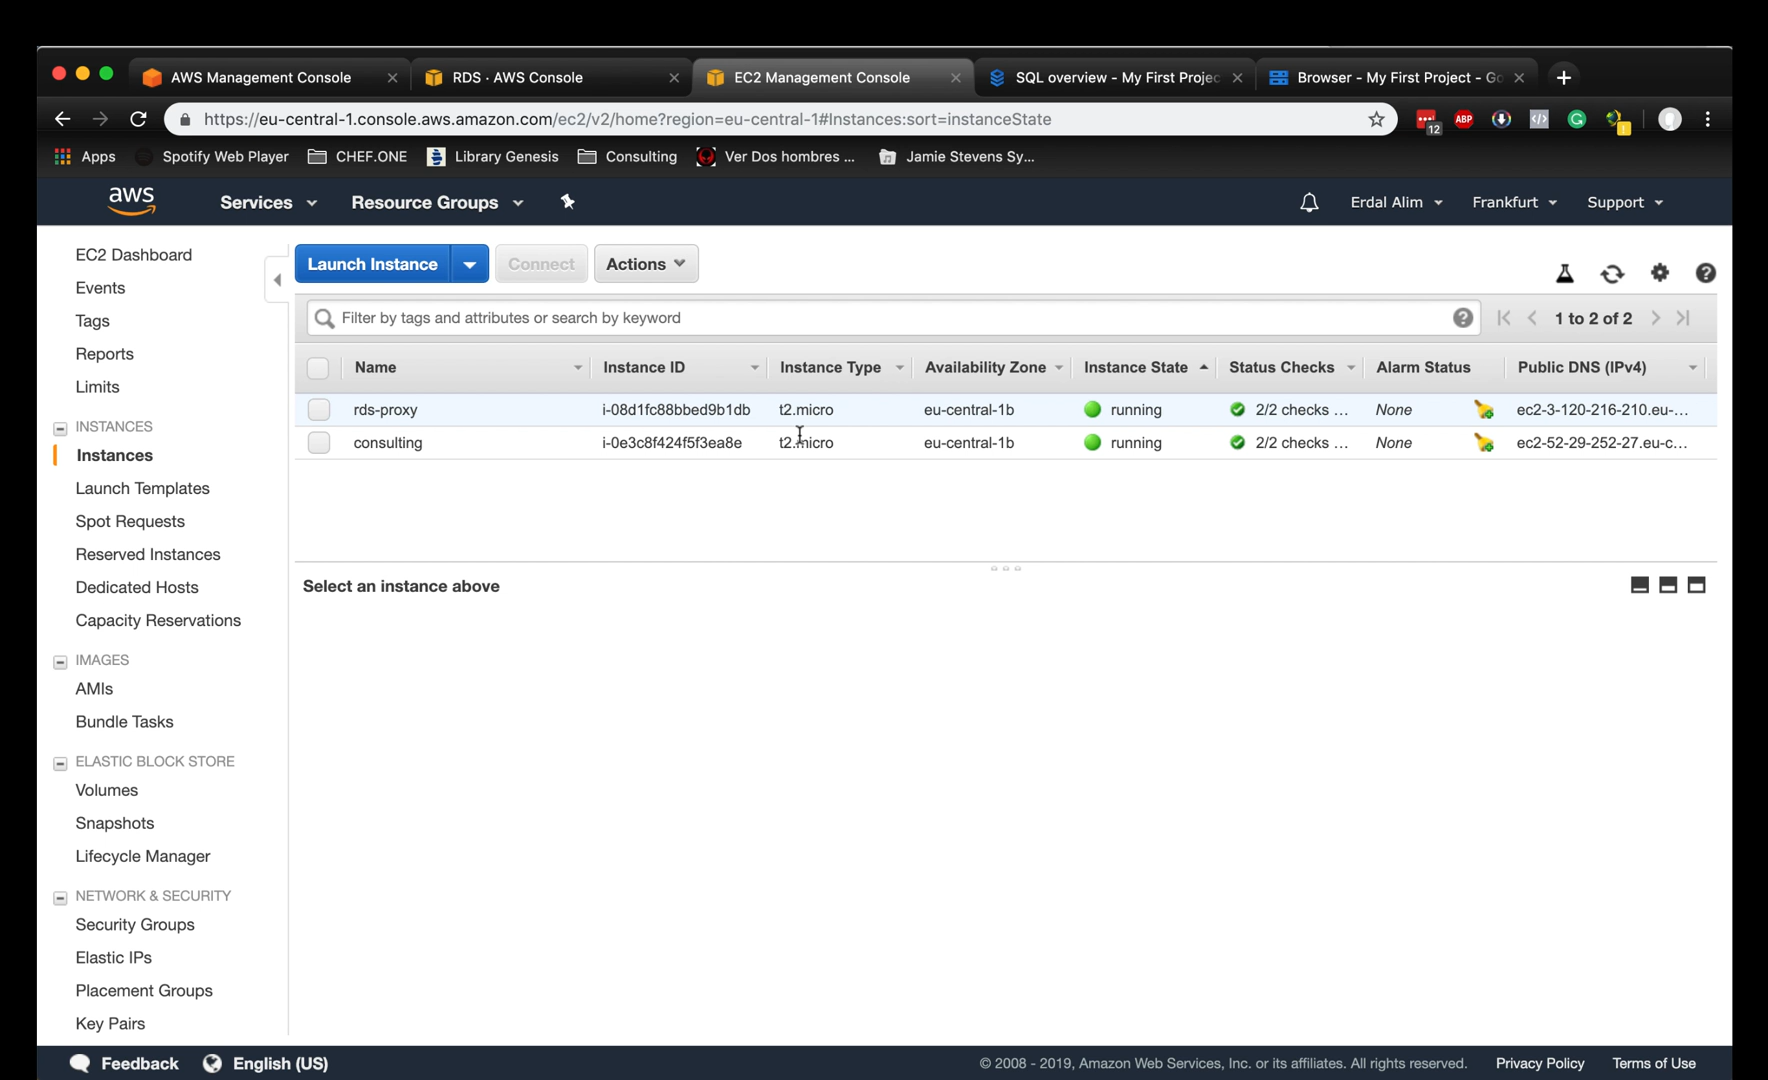 AWS Management Console
RDS · AWS Console
EC2 Management Console
SQL overview - My First Projec
Browser - My First Project - Go
https://eu-central-1.console.aws.amazon.com/ec2/v2/home?region=eu-central-1#Instances:sort=instanceState
12
ABP
Apps
Spotify Web Player
CHEF.ONE
Library Genesis
Consulting
Ver Dos hombres ...
Jamie Stevens Sy...
aws
Services
Resource Groups
Erdal Alim
Frankfurt
Support
EC2 Dashboard
Events
Tags
Reports
Limits
INSTANCES
Instances
Launch Templates
Spot Requests
Reserved Instances
Dedicated Hosts
Capacity Reservations
IMAGES
AMIs
Bundle Tasks
ELASTIC BLOCK STORE
Volumes
Snapshots
Lifecycle Manager
NETWORK & SECURITY
Security Groups
Elastic IPs
Placement Groups
Key Pairs
Launch Instance
Connect
Actions
Filter by tags and attributes or search by keyword
1 to 2 of 2
Name Instance ID Instance Type Availability Zone Instance State Status Checks Alarm Status Public DNS (IPv4)
rds-proxy i-08d1fc88bbed9b1db t2.micro eu-central-1b running 2/2 checks ... None ec2-3-120-216-210.eu-...
consulting i-0e3c8f424f5f3ea8e t2.micro eu-central-1b running 2/2 checks ... None ec2-52-29-252-27.eu-c...
Select an instance above
Feedback
English (US)
© 2008 - 2019, Amazon Web Services, Inc. or its affiliates. All rights reserved.
Privacy Policy
Terms of Use